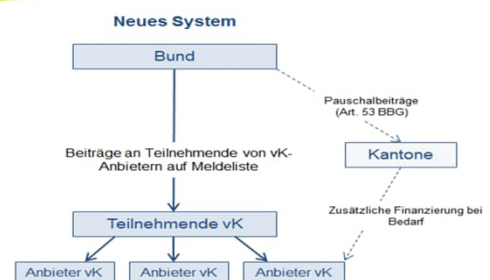 Neues System
Bund
Pauschalbeiträge
(Art. 53 BBG)
Beiträge an Teilnehmende von vK-
Anbietern auf Meldeliste
Kantone
Zusätzliche Finanzierung bei
Bedarf
Teilnehmende vK
Anbieter vK
Anbieter vK
Anbieter vK